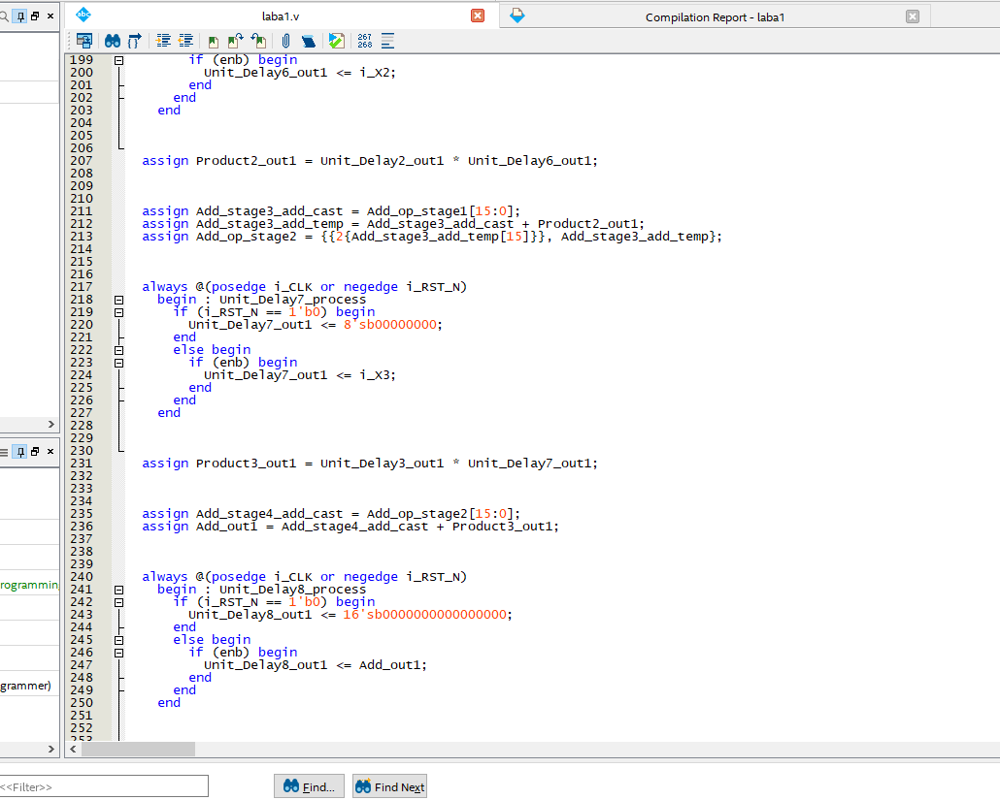 laba1.v
Compilation Report - laba1
267
268
199 if (enb) begin
200 Unit_Delay6_out1 <= i_X2;
201 end
202 end
203 end
204
205
206
207 assign Product2_out1 = Unit_Delay2_out1 * Unit_Delay6_out1;
208
209
210
211 assign Add_stage3_add_cast = Add_op_stage1[15:0];
212 assign Add_stage3_add_temp = Add_stage3_add_cast + Product2_out1;
213 assign Add_op_stage2 = {{2{Add_stage3_add_temp[15]}}, Add_stage3_add_temp};
214
215
216
217 always @(posedge i_CLK or negedge i_RST_N)
218 begin : Unit_Delay7_process
219 if (i_RST_N == 1'b0) begin
220 Unit_Delay7_out1 <= 8'sb00000000;
221 end
222 else begin
223 if (enb) begin
224 Unit_Delay7_out1 <= i_X3;
225 end
226 end
227 end
228
229
230
231 assign Product3_out1 = Unit_Delay3_out1 * Unit_Delay7_out1;
232
233
234
235 assign Add_stage4_add_cast = Add_op_stage2[15:0];
236 assign Add_out1 = Add_stage4_add_cast + Product3_out1;
237
238
239
240 always @(posedge i_CLK or negedge i_RST_N)
241 begin : Unit_Delay8_process
242 if (i_RST_N == 1'b0) begin
243 Unit_Delay8_out1 <= 16'sb0000000000000000;
244 end
245 else begin
246 if (enb) begin
247 Unit_Delay8_out1 <= Add_out1;
248 end
249 end
250 end
251
252
253
rogrammin
grammer)
<<Filter>>
Find...
Find Next